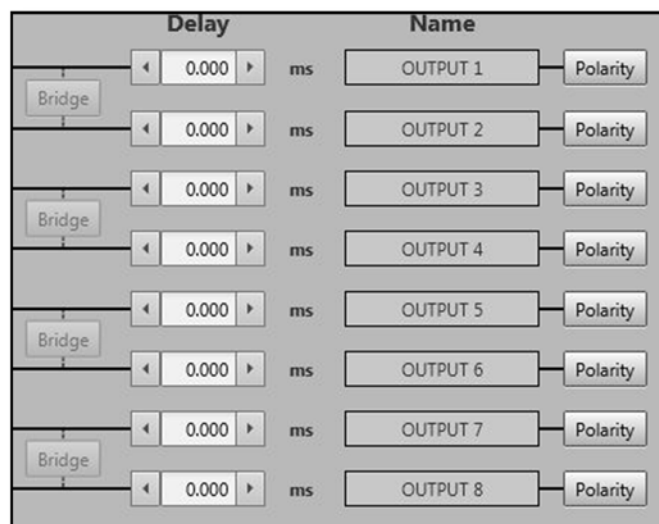 Delay Name
0.000 ms OUTPUT 1 Polarity
Bridge
0.000 ms OUTPUT 2 Polarity
0.000 ms OUTPUT 3 Polarity
Bridge
0.000 ms OUTPUT 4 Polarity
0.000 ms OUTPUT 5 Polarity
Bridge
0.000 ms OUTPUT 6 Polarity
0.000 ms OUTPUT 7 Polarity
Bridge
0.000 ms OUTPUT 8 Polarity